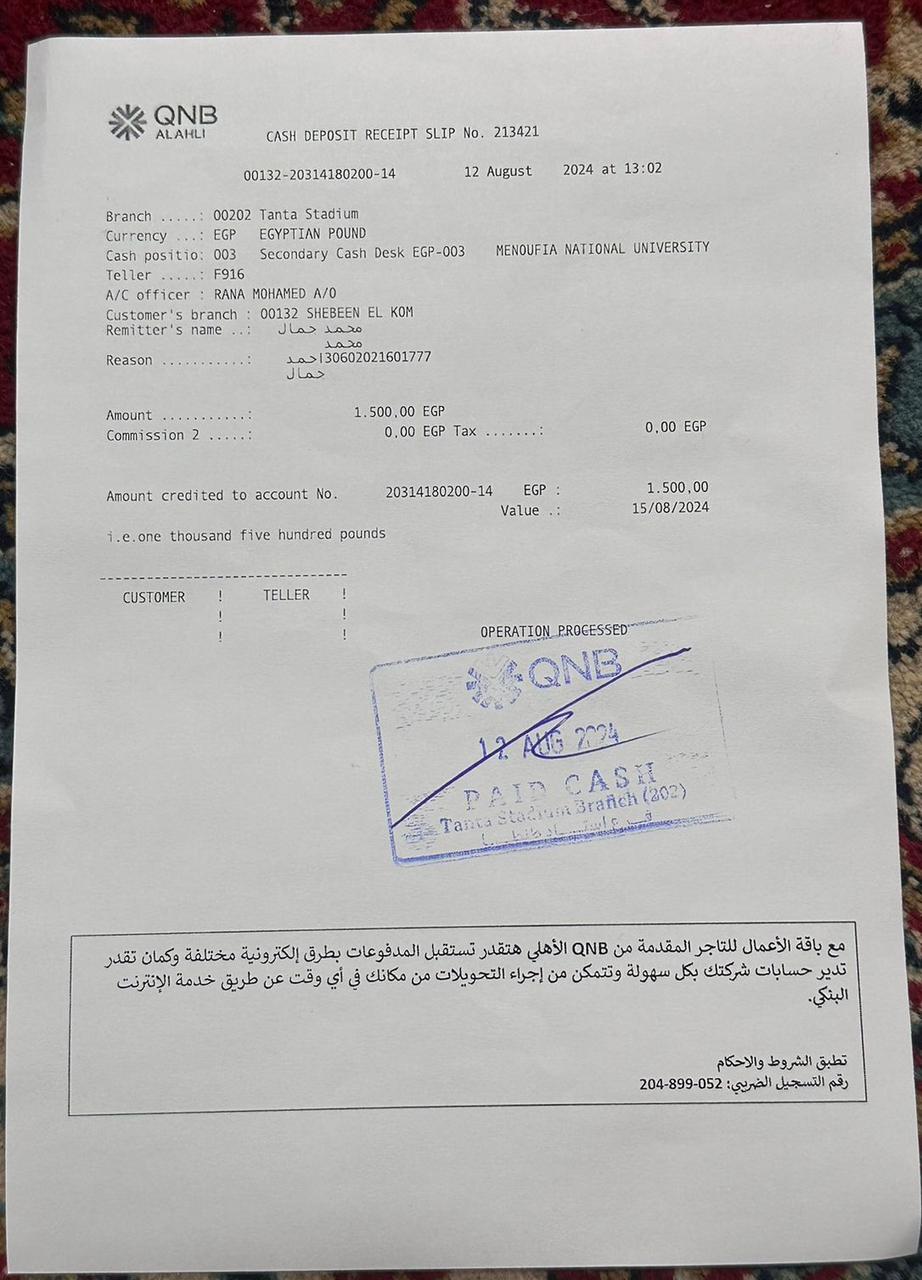 QNB
ALAHLI
CASH DEPOSIT RECEIPT SLIP No. 213421
00132-20314180200-14 12 August 2024 at 13:02
Branch .....: 00202 Tanta Stadium
Currency ...: EGP EGYPTIAN POUND
Cash positio: 003 Secondary Cash Desk EGP-003 MENOUFIA NATIONAL UNIVERSITY
Teller .....: F916
A/C officer : RANA MOHAMED A/O
Customer's branch : 00132 SHEBEEN EL KOM
Remitter's name ..: محمد جمال
محمد
Reason ...........: 30602021601777احمد
جمال
Amount ...........: 1.500,00 EGP
Commission 2 .....: 0,00 EGP Tax .......: 0,00 EGP
Amount credited to account No. 20314180200-14 EGP : 1.500,00
Value .: 15/08/2024
i.e.one thousand five hundred pounds
--------------------------------
CUSTOMER ! TELLER !
! !
! !
OPERATION PROCESSED
QNB
12 AUG 2024
PAID CASH
Tanta Stadium Branch (202)
مع باقة الأعمال للتاجر المقدمة من QNB الأهلي هتقدر تستقبل المدفوعات بطرق إلكترونية مختلفة وكمان تقدر
تدير حسابات شركتك بكل سهولة وتتمكن من إجراء التحويلات من مكانك في أي وقت عن طريق خدمة الإنترنت
البنكي.
تطبق الشروط والاحكام
رقم التسجيل الضريبي: 052-899-204